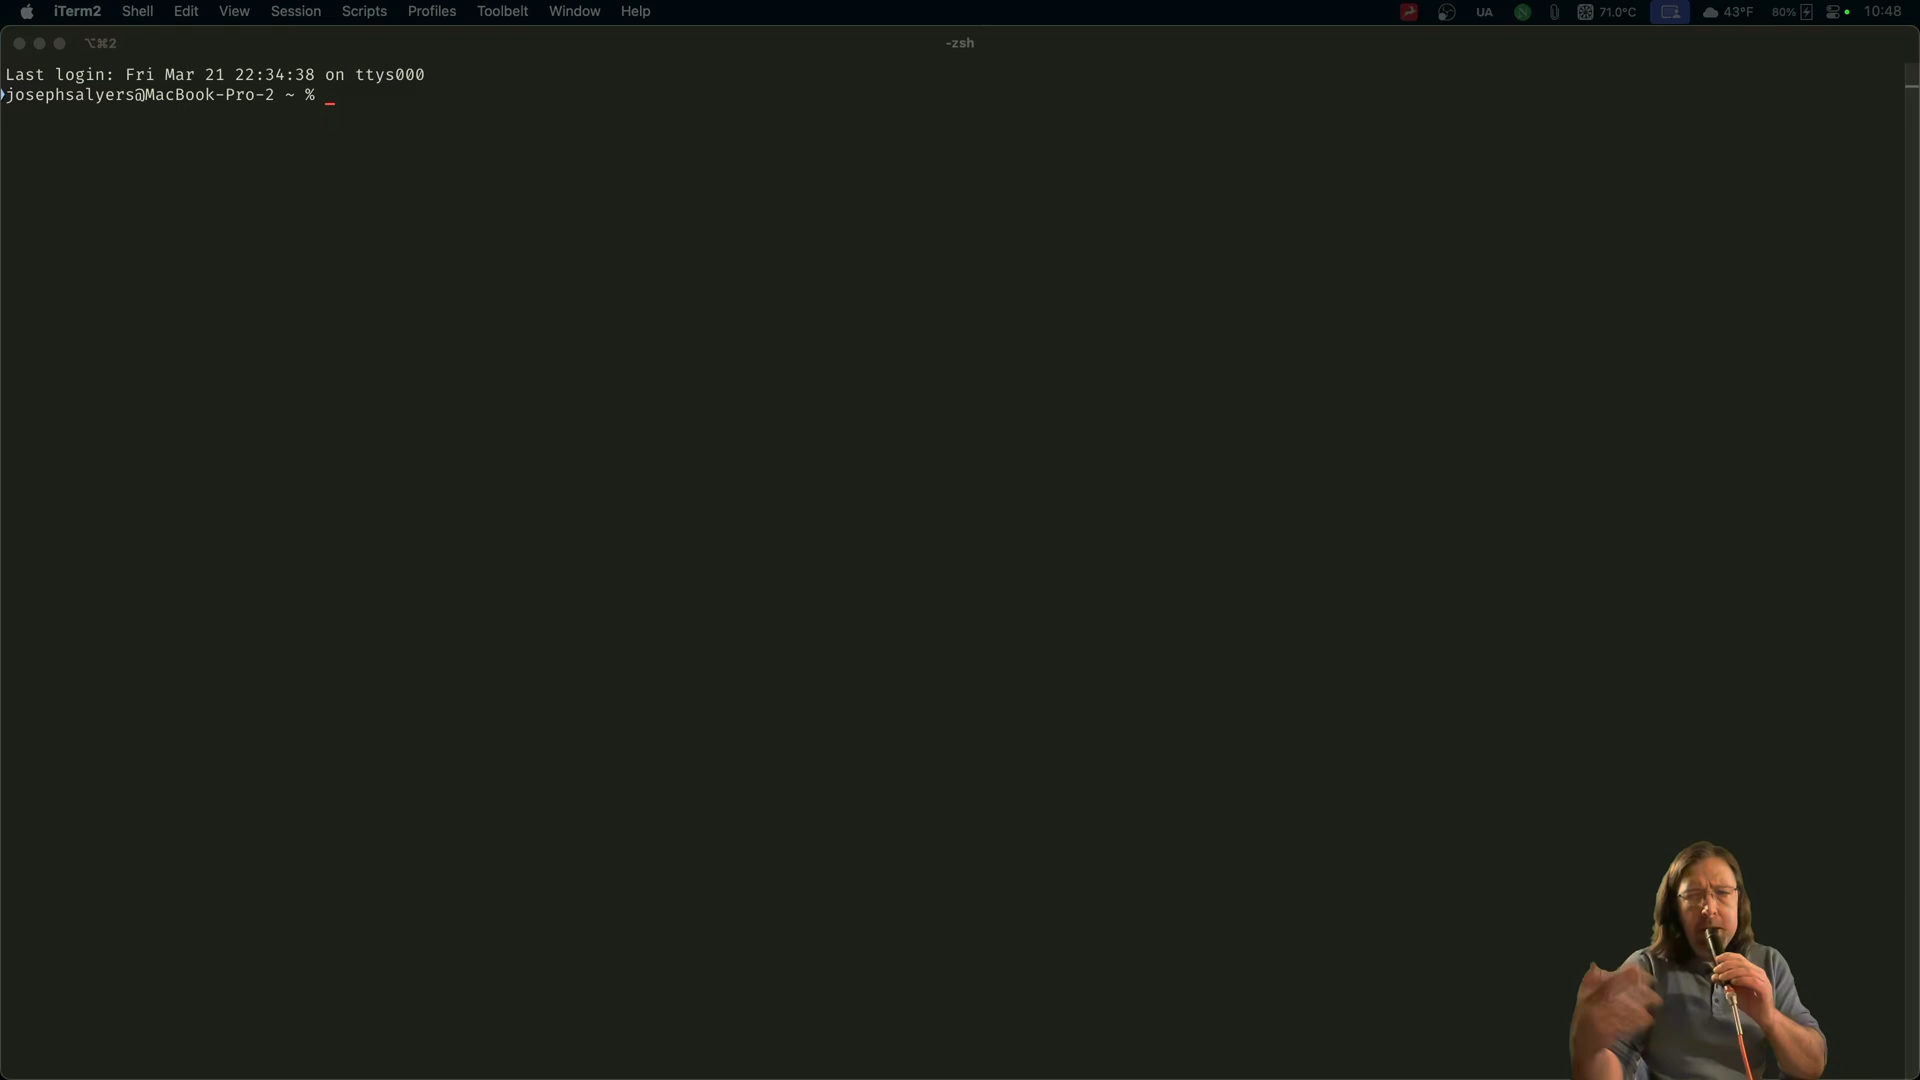 iTerm2 Shell Edit View Session Scripts Profiles Toolbelt Window Help UA 71.0°C 43°F 80% 10:48
⌥⌘2 -zsh
Last login: Fri Mar 21 22:34:38 on ttys000
josephsalyers@MacBook-Pro-2 ~ % _